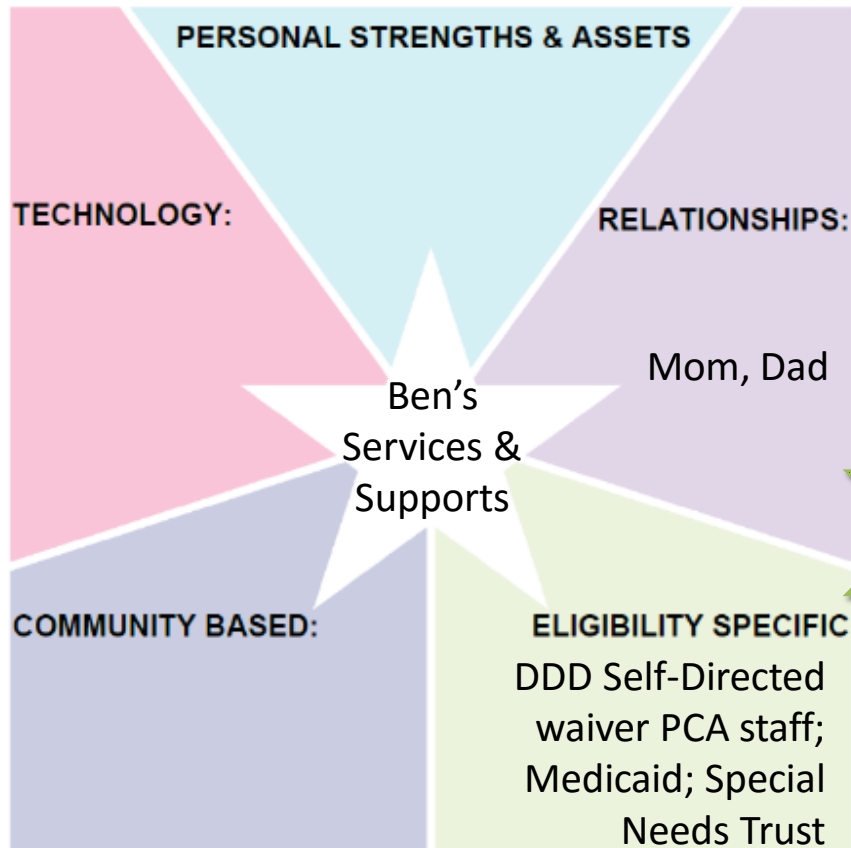 PERSONAL STRENGTHS & ASSETS
TECHNOLOGY:
RELATIONSHIPS:
Mom, Dad
Ben’s
Services &
Supports
COMMUNITY BASED:
ELIGIBILITY SPECIFIC
DDD Self-Directed
waiver PCA staff;
Medicaid; Special
Needs Trust